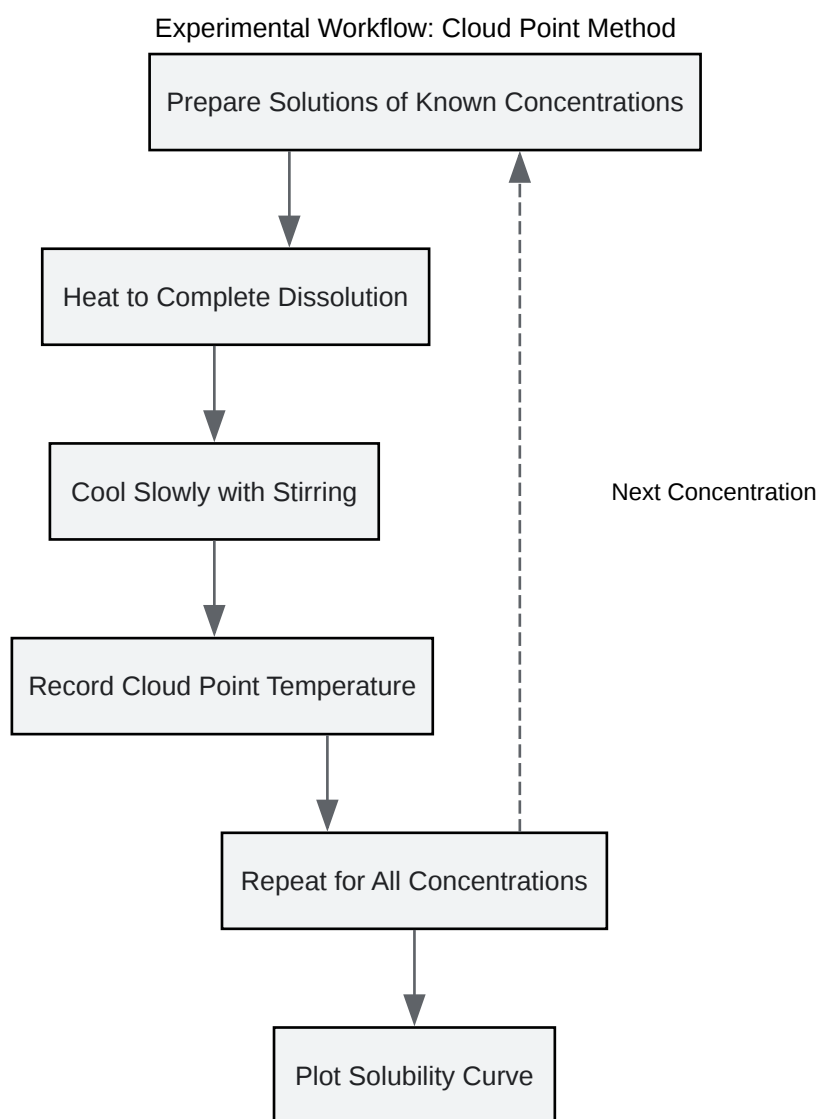 Experimental Workflow: Cloud Point Method
Prepare Solutions of Known Concentrations
Heat to Complete Dissolution
Cool Slowly with Stirring
Next Concentration
Record Cloud Point Temperature
Repeat for All Concentrations
Plot Solubility Curve